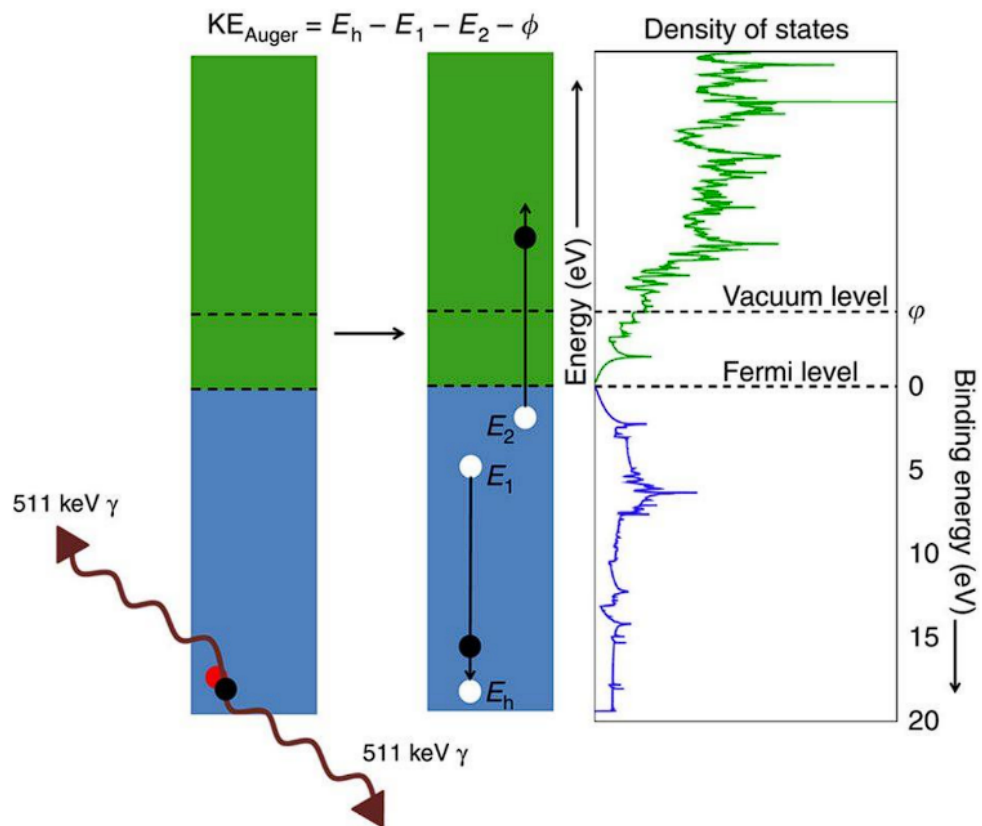 KE_Auger = E_h – E_1 – E_2 – ϕ
Density of states
Energy (eV)
Vacuum level
φ
Fermi level
0
E_2
E_1
5
10
15
20
Binding energy (eV)
E_h
511 keV γ
511 keV γ